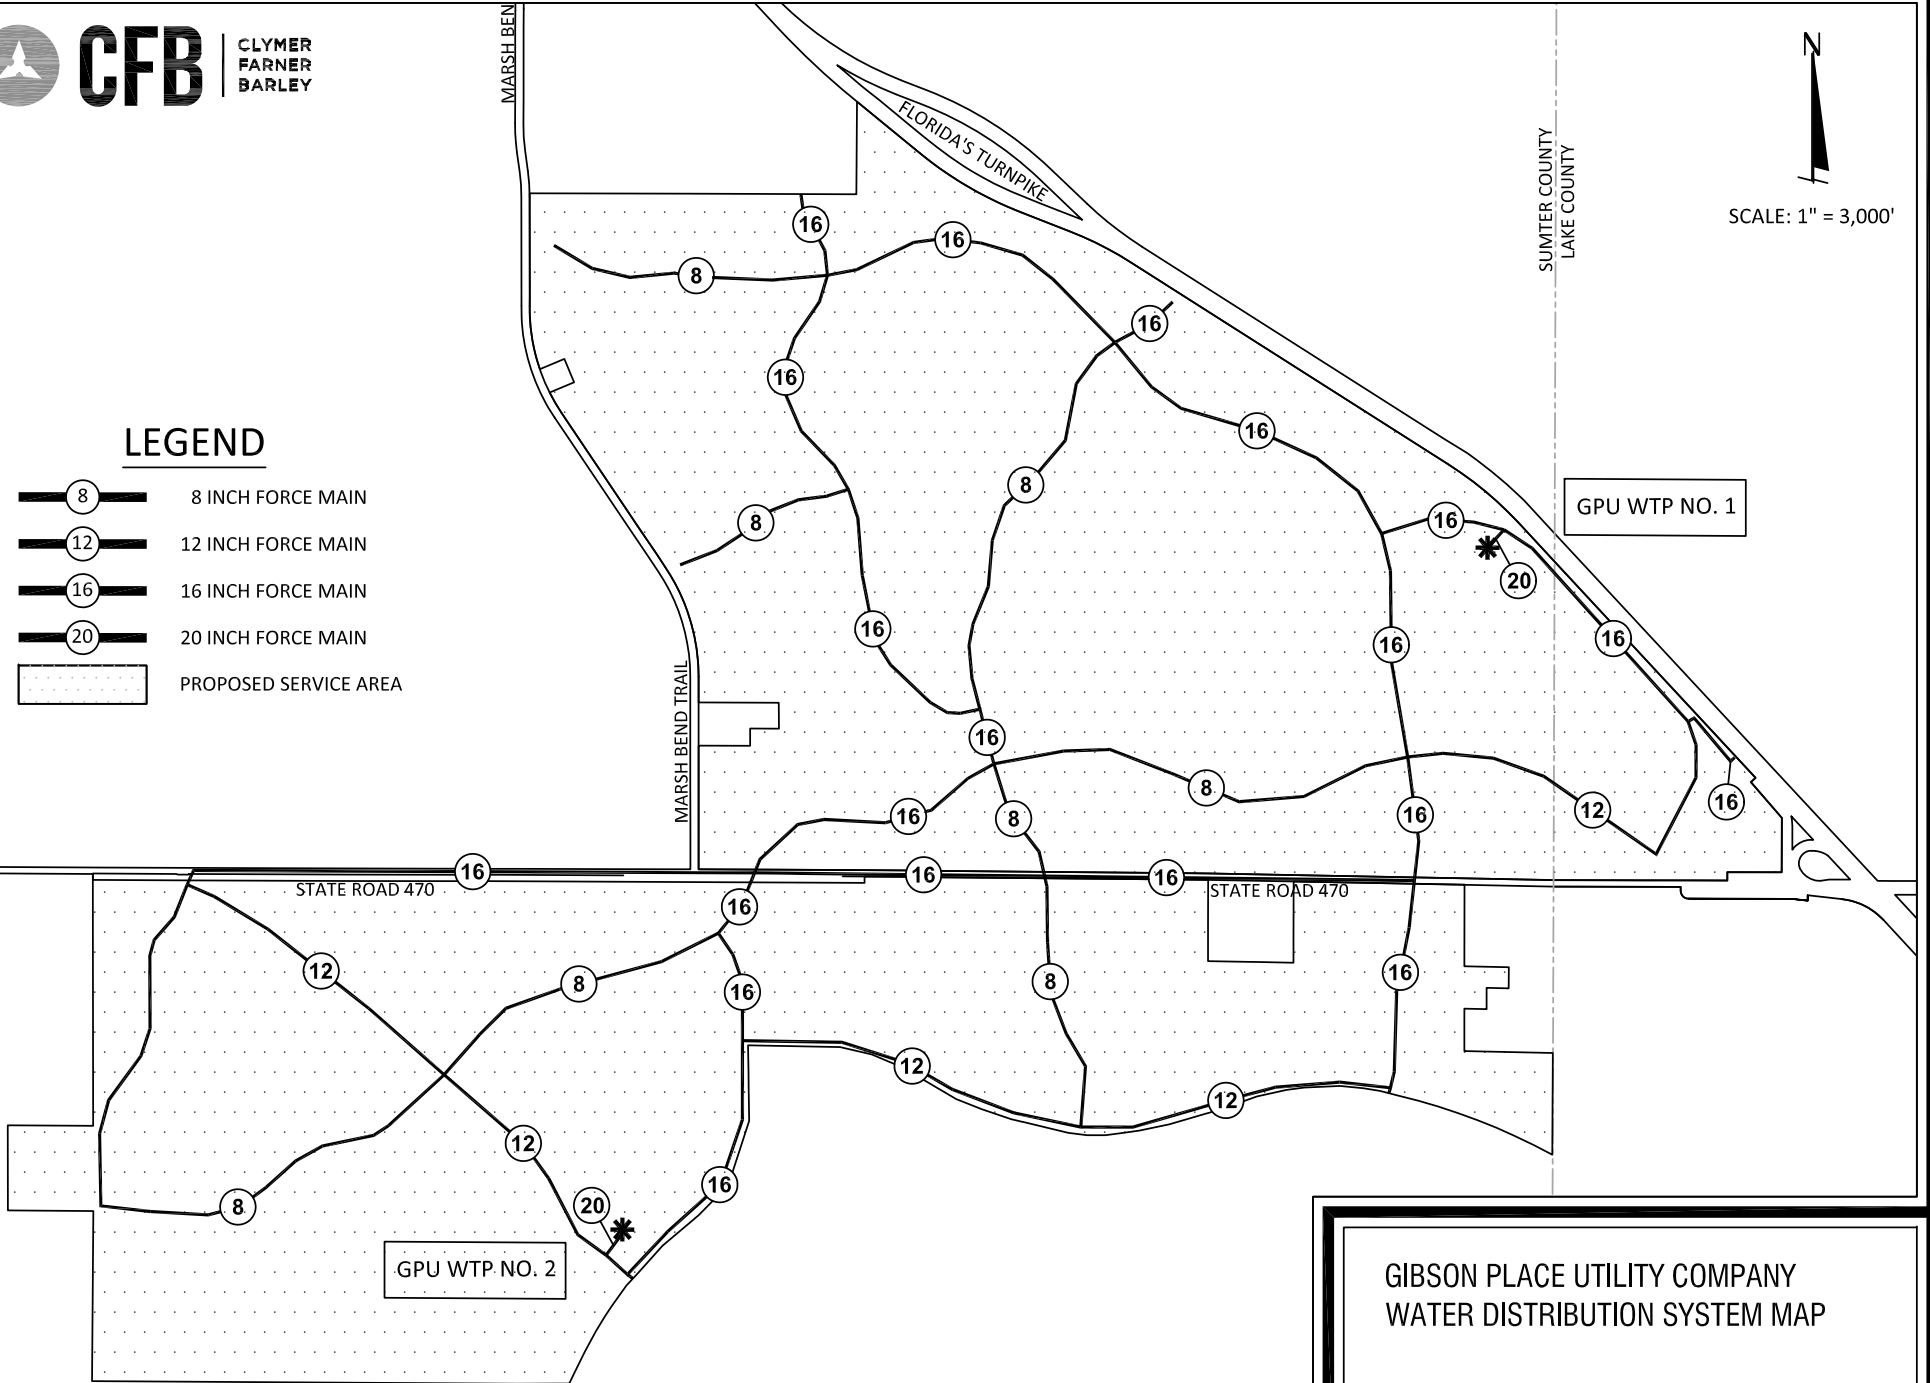 CFB
CLYMER
FARNER
BARLEY
MARSH BEN
FLORIDA'S TURNPIKE
SUMTER COUNTY
LAKE COUNTY
N
SCALE: 1" = 3,000'
16
16
8
16
16
16
8
8
16
20
16
16
16
16
8
16
8
16
12
16
16
16
16
16
16
12
8
16
8
16
12
12
12
16
8
20
LEGEND
8 8 INCH FORCE MAIN
12 12 INCH FORCE MAIN
16 16 INCH FORCE MAIN
20 20 INCH FORCE MAIN
PROPOSED SERVICE AREA
GPU WTP NO. 1
MARSH BEND TRAIL
STATE ROAD 470
STATE ROAD 470
GPU WTP NO. 2
GIBSON PLACE UTILITY COMPANY
WATER DISTRIBUTION SYSTEM MAP